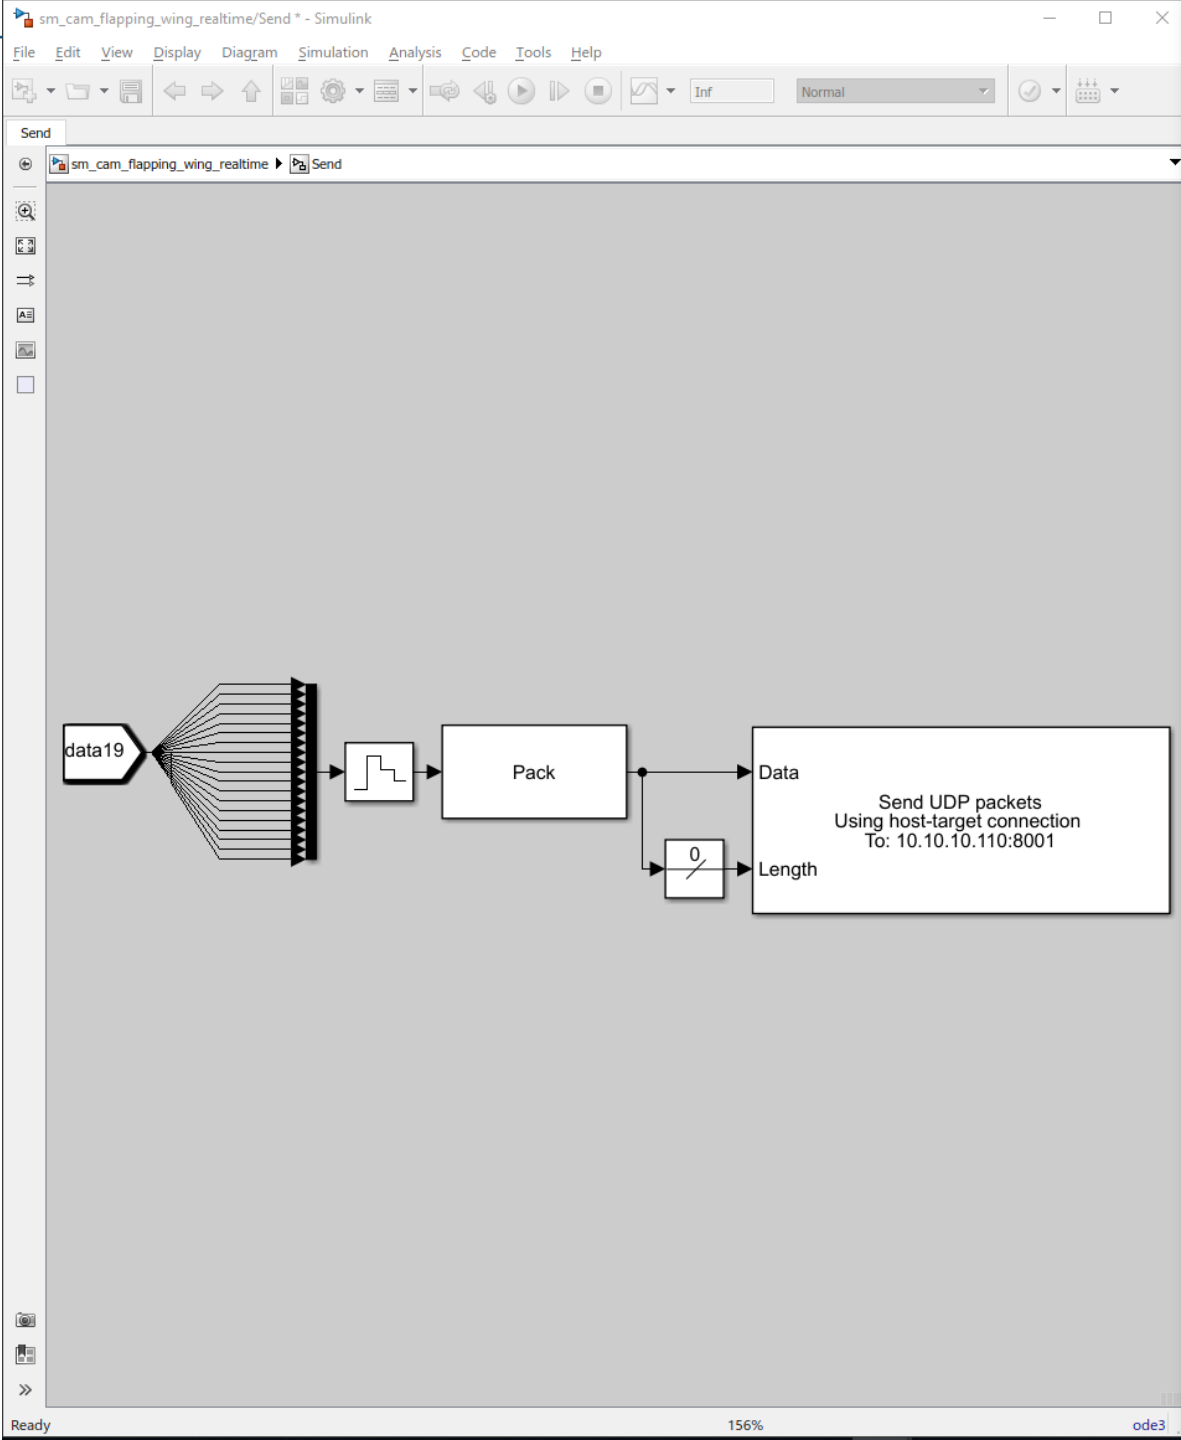 sm_cam_flapping_wing_realtime/Send * - Simulink
File Edit View Display Diagram Simulation Analysis Code Tools Help
Inf Normal
Send
sm_cam_flapping_wing_realtime Send
data19
Pack
0
Data
Length
Send UDP packets
Using host-target connection
To: 10.10.10.110:8001
Ready 156% ode3